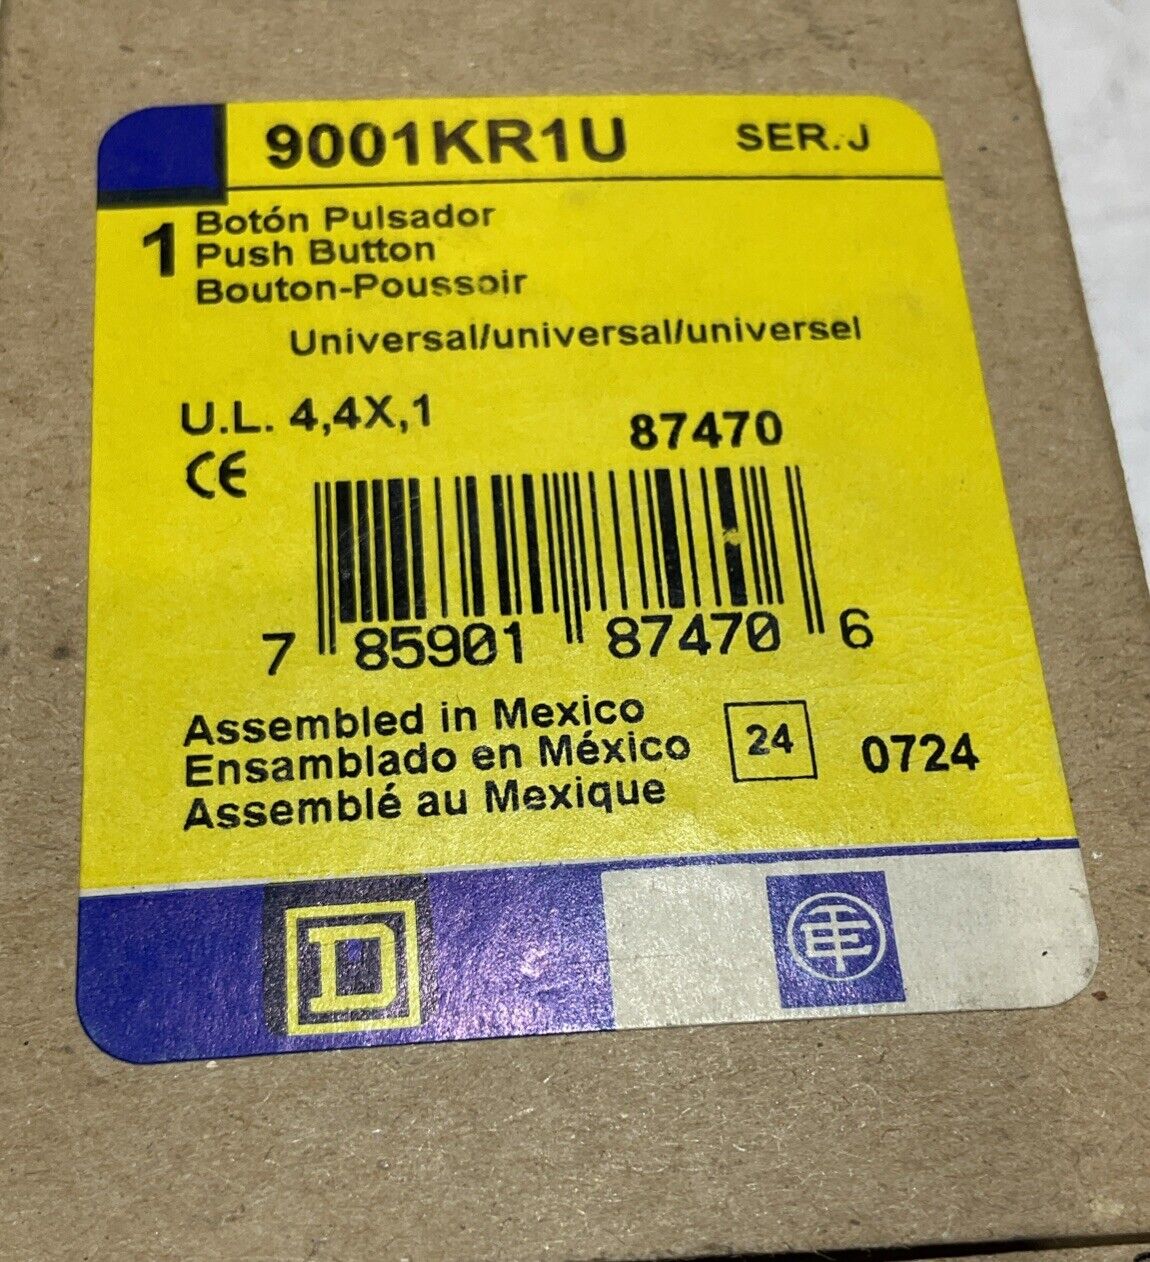 9001KR1U SER. J
1 Botón Pulsador
Push Button
Bouton-Poussoir
Universal/universal/universel
U.L. 4,4X,1
87470
CE
7 85901 87470 6
Assembled in Mexico
Ensamblado en México
Assemblé au Mexique
24 0724
D
TE